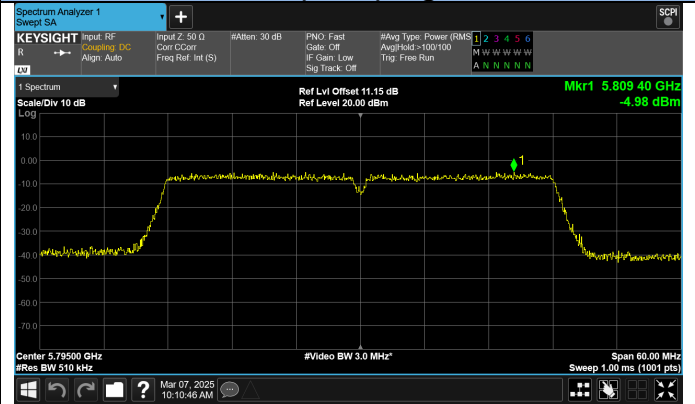 Spectrum Analyzer 1
Swept SA
▼
+
SCPI
KEYSIGHT
R
LXI
Input: RF
Coupling: DC
Align: Auto
Input Z: 50 Ω
Corr CCorr
Freq Ref: Int (S)
#Atten: 30 dB
PNO: Fast
Gate: Off
IF Gain: Low
Sig Track: Off
#Avg Type: Power (RMS
Avg|Hold:>100/100
Trig: Free Run
1 2 3 4 5 6
M W W W W W
A N N N N N
1 Spectrum
▼
Scale/Div 10 dB
Ref Lvl Offset 11.15 dB
Ref Level 20.00 dBm
Mkr1 5.809 40 GHz
-4.98 dBm
Log
10.0
0.00
-10.0
-20.0
-30.0
-40.0
-50.0
-60.0
-70.0
1
Center 5.79500 GHz
#Res BW 510 kHz
#Video BW 3.0 MHz*
Span 60.00 MHz
Sweep 1.00 ms (1001 pts)
?
Mar 07, 2025
10:10:46 AM